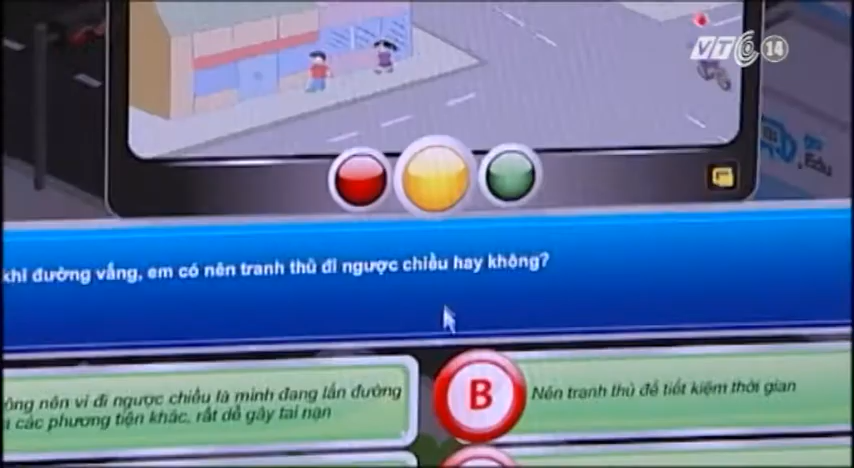 VTC 14
go
.Edu
khi đường vắng, em có nên tranh thủ đi ngược chiều hay không?
ông nên vì đi ngược chiều là mình đang lấn đường
các phương tiện khác, rất dễ gây tai nạn
B
Nên tranh thủ để tiết kiệm thời gian